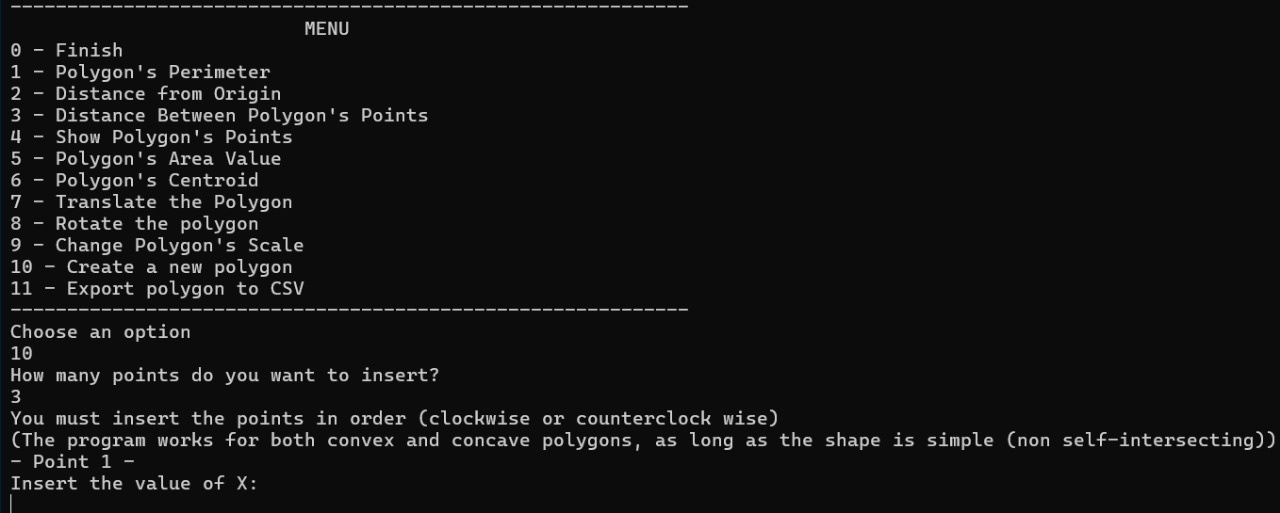 ------------------------------------------------------------
MENU
0 - Finish
1 - Polygon's Perimeter
2 - Distance from Origin
3 - Distance Between Polygon's Points
4 - Show Polygon's Points
5 - Polygon's Area Value
6 - Polygon's Centroid
7 - Translate the Polygon
8 - Rotate the polygon
9 - Change Polygon's Scale
10 - Create a new polygon
11 - Export polygon to CSV
------------------------------------------------------------
Choose an option
10
How many points do you want to insert?
3
You must insert the points in order (clockwise or counterclock wise)
(The program works for both convex and concave polygons, as long as the shape is simple (non self-intersecting))
- Point 1 -
Insert the value of X: